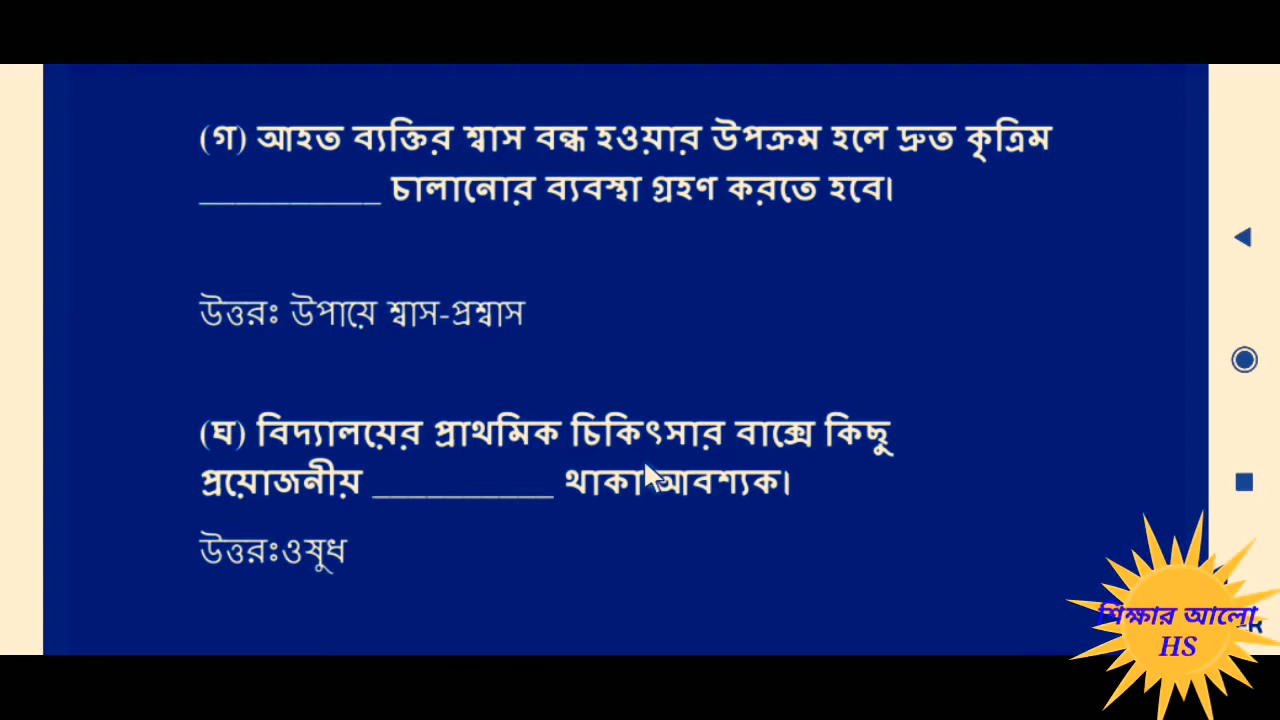 (গ) আহত ব্যক্তির শ্বাস বন্ধ হওয়ার উপক্রম হলে দ্রুত কৃত্রিম
__________ চালানোর ব্যবস্থা গ্রহণ করতে হবে।
উত্তরঃ উপায়ে শ্বাস-প্রশ্বাস
(ঘ) বিদ্যালয়ের প্রাথমিক চিকিৎসার বাক্সে কিছু
প্রয়োজনীয় __________ থাকা আবশ্যক।
উত্তরঃওষুধ
শিক্ষার আলো
HS